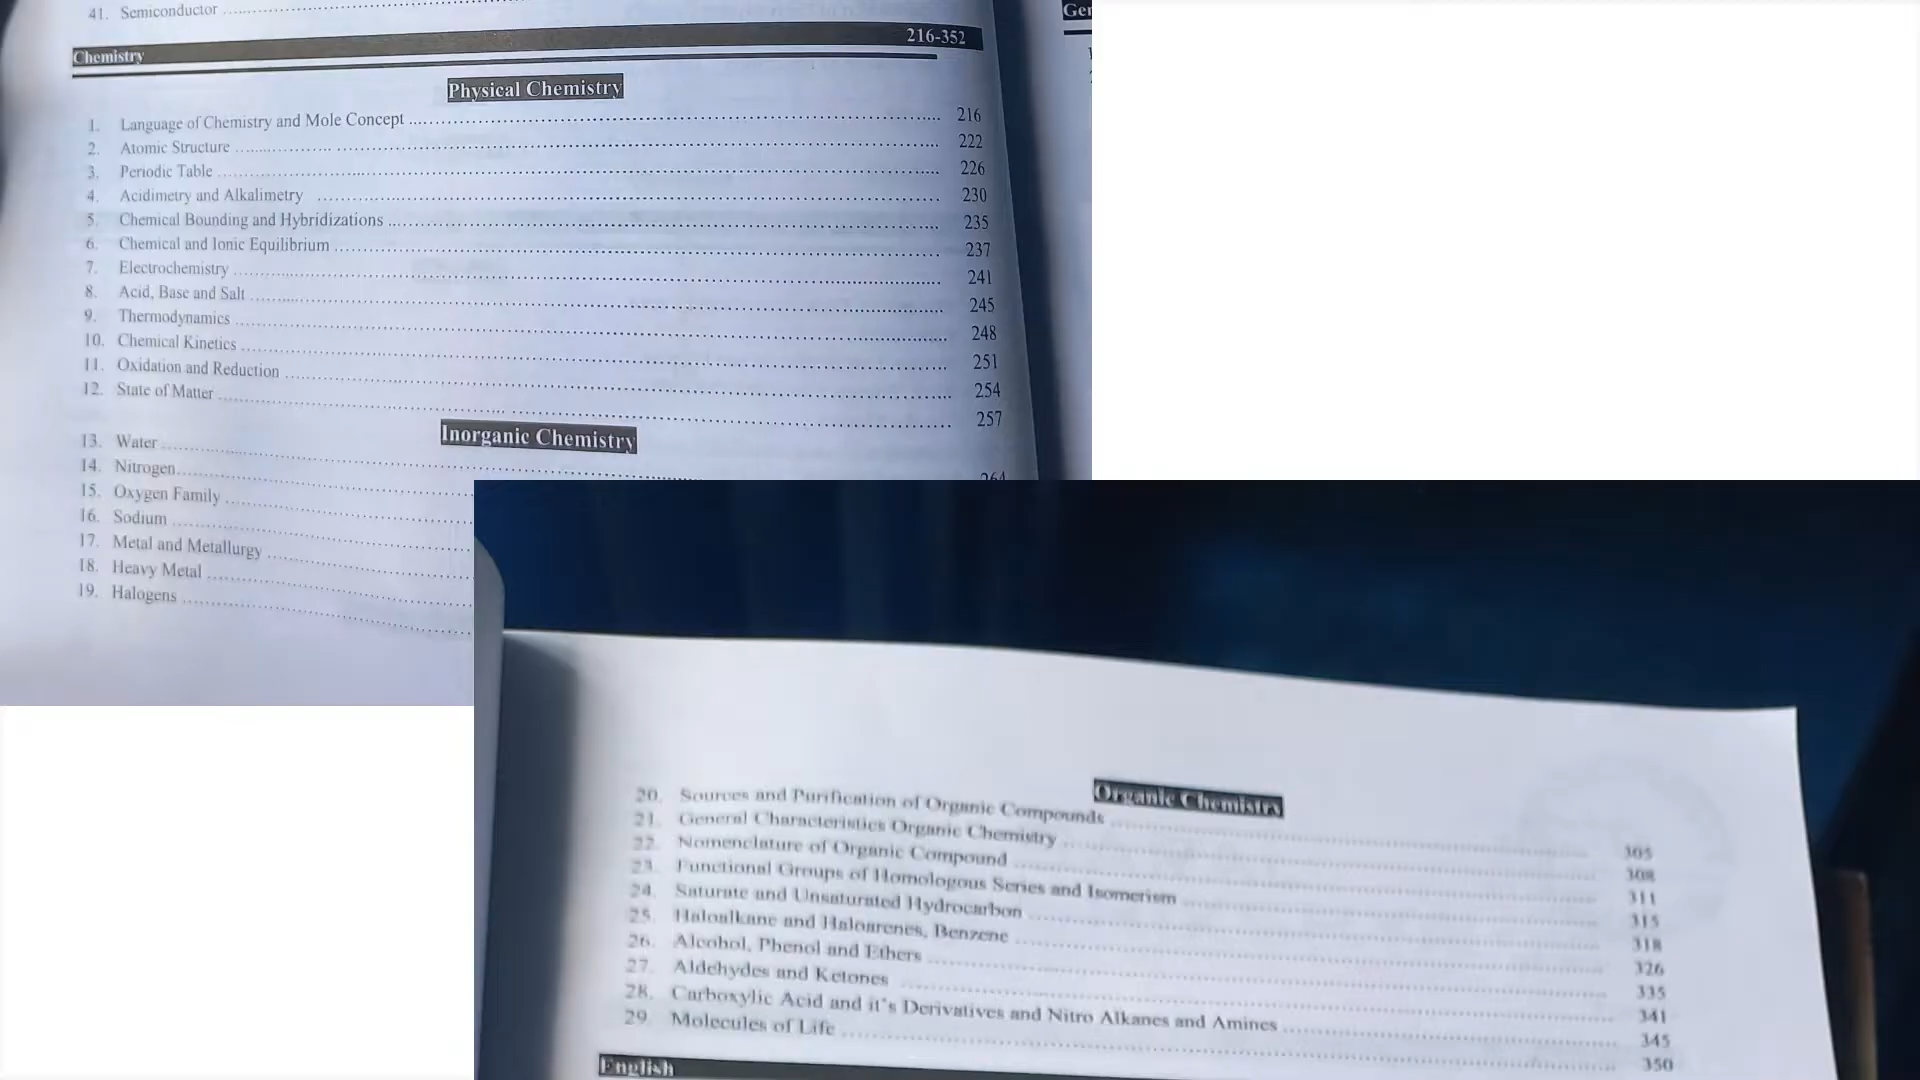 41. Semiconductor
Chemistry 216-352
Physical Chemistry
1. Language of Chemistry and Mole Concept 216
2. Atomic Structure 222
3. Periodic Table 226
4. Acidimetry and Alkalimetry 230
5. Chemical Bounding and Hybridizations 235
6. Chemical and Ionic Equilibrium 237
7. Electrochemistry 241
8. Acid, Base and Salt 245
9. Thermodynamics 248
10. Chemical Kinetics 251
11. Oxidation and Reduction 254
12. State of Matter 257
Inorganic Chemistry
13. Water 264
14. Nitrogen
15. Oxygen Family
16. Sodium
17. Metal and Metallurgy
18. Heavy Metal
19. Halogens
Organic Chemistry
20. Sources and Purification of Organic Compounds 305
21. General Characteristics Organic Chemistry 308
22. Nomenclature of Organic Compound 311
23. Functional Groups of Homologous Series and Isomerism 315
24. Saturate and Unsaturated Hydrocarbon 318
25. Haloalkane and Haloarenes, Benzene 326
26. Alcohol, Phenol and Ethers 335
27. Aldehydes and Ketones 341
28. Carboxylic Acid and it's Derivatives and Nitro Alkanes and Amines 345
29. Molecules of Life 350
English